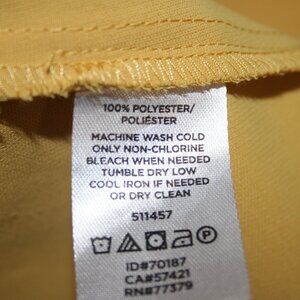 100% POLYESTER/
POLIÉSTER
MACHINE WASH COLD
ONLY NON-CHLORINE
BLEACH WHEN NEEDED
TUMBLE DRY LOW
COOL IRON IF NEEDED
OR DRY CLEAN
511457
P
ID#70187
CA#57421
RN#77379